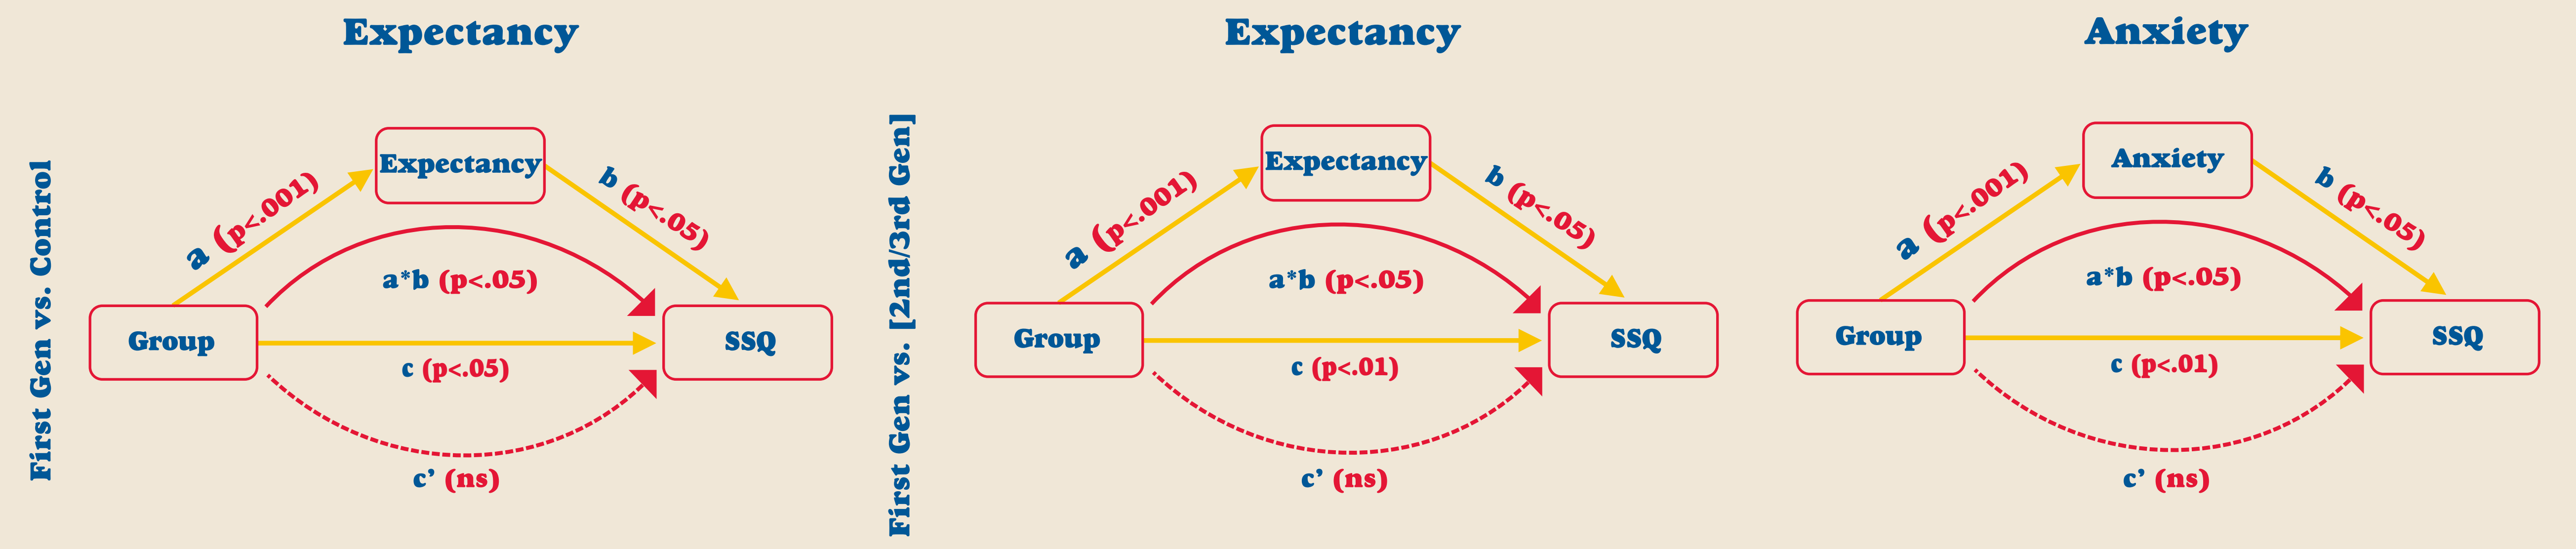 Expectancy
First Gen vs. Control
Expectancy
a (p<.001)
b (p<.05)
a*b (p<.05)
Group
SSQ
c (p<.05)
c’ (ns)
Expectancy
First Gen vs. [2nd/3rd Gen]
Expectancy
a (p<.001)
b (p<.05)
a*b (p<.05)
Group
SSQ
c (p<.01)
c’ (ns)
Anxiety
Anxiety
a (p<.001)
b (p<.05)
a*b (p<.05)
Group
SSQ
c (p<.01)
c’ (ns)